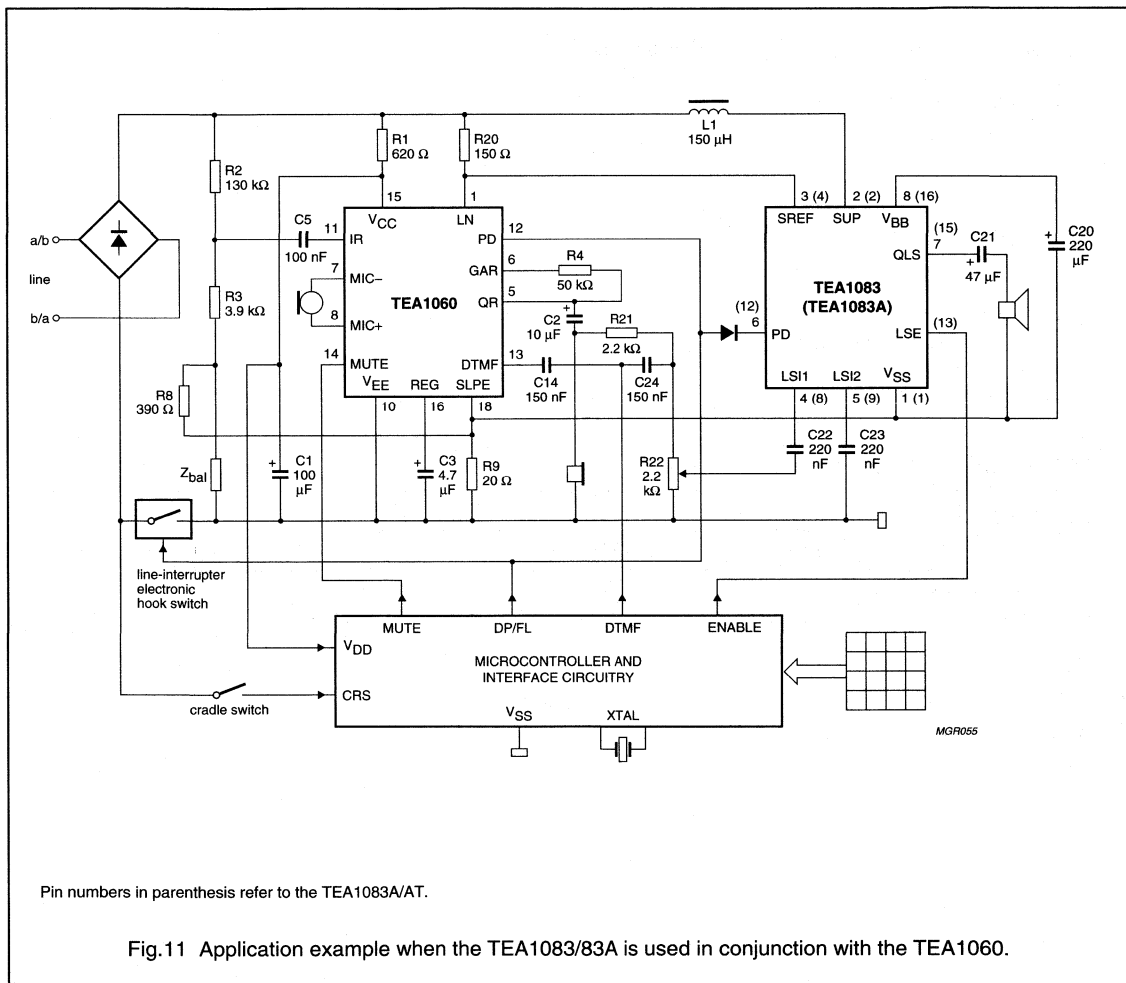 L1
150 μH
R1
620 Ω
R20
150 Ω
R2
130 kΩ
15
1
3 (4)
2 (2)
8 (16)
VCC
LN
SREF
SUP
VBB
C5
100 nF
11
IR
PD
12
GAR
6
R4
50 kΩ
QR
5
7
MIC−
8
MIC+
TEA1060
a/b
line
b/a
R3
3.9 kΩ
(15)
QLS
7
C21
+
47 μF
+
C20
220
μF
TEA1083
(TEA1083A)
(12)
6
PD
LSE
(13)
C2
10 μF
+
R21
2.2 kΩ
14
MUTE
DTMF
13
C14
150 nF
C24
150 nF
VEE
REG
SLPE
10
16
18
LSI1
LSI2
VSS
4 (8)
5 (9)
1 (1)
R8
390 Ω
C22
220
nF
C23
220
nF
Zbal
+
C1
100
μF
+
C3
4.7
μF
R9
20 Ω
R22
2.2
kΩ
line-interrupter
electronic
hook switch
MUTE
DP/FL
DTMF
ENABLE
VDD
MICROCONTROLLER AND
INTERFACE CIRCUITRY
CRS
cradle switch
VSS
XTAL
MGR055
Pin numbers in parenthesis refer to the TEA1083A/AT.
Fig.11 Application example when the TEA1083/83A is used in conjunction with the TEA1060.